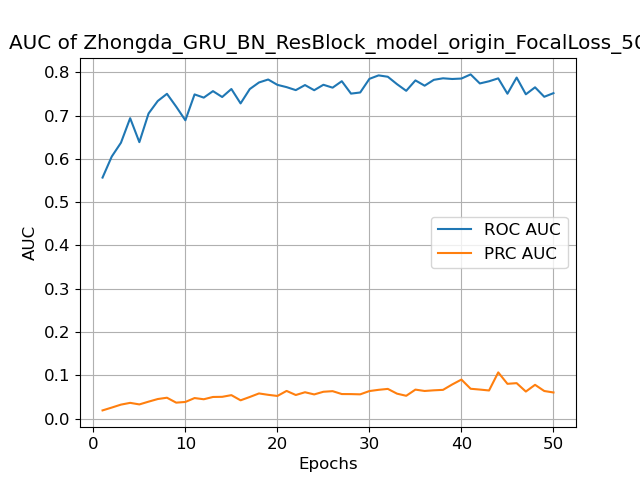 AUC of Zhongda_GRU_BN_ResBlock_model_origin_FocalLoss_50
0.8
0.7
0.6
0.5
0.4
0.3
0.2
0.1
0.0
AUC
ROC AUC
PRC AUC
0 10 20 30 40 50
Epochs